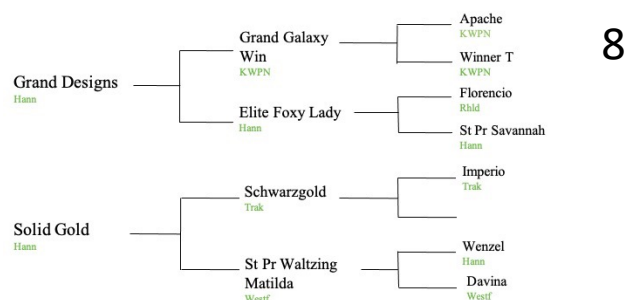 Apache
KWPN
8
Grand Galaxy
Win
KWPN
Winner T
KWPN
Grand Designs
Hann
Florencio
Rhld
Elite Foxy Lady
Hann
St Pr Savannah
Hann
Imperio
Trak
Schwarzgold
Trak
Solid Gold
Hann
Wenzel
Hann
St Pr Waltzing
Matilda
Westf
Davina
Westf